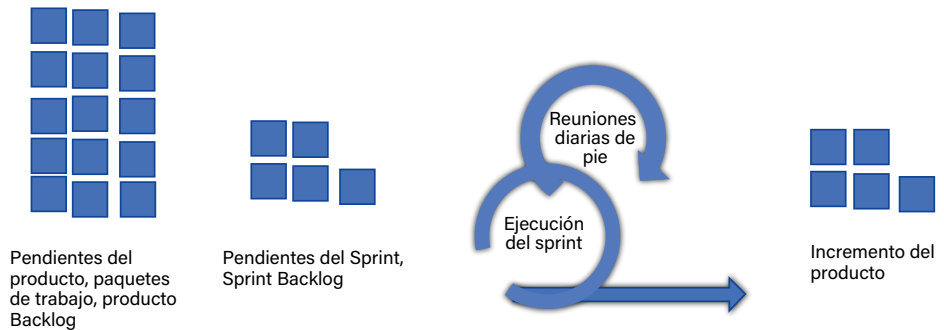 Reuniones
diarias de
pie
Ejecución
del sprint
Pendientes del
producto, paquetes
de trabajo, producto
Backlog
Pendientes del Sprint,
Sprint Backlog
Incremento del
producto